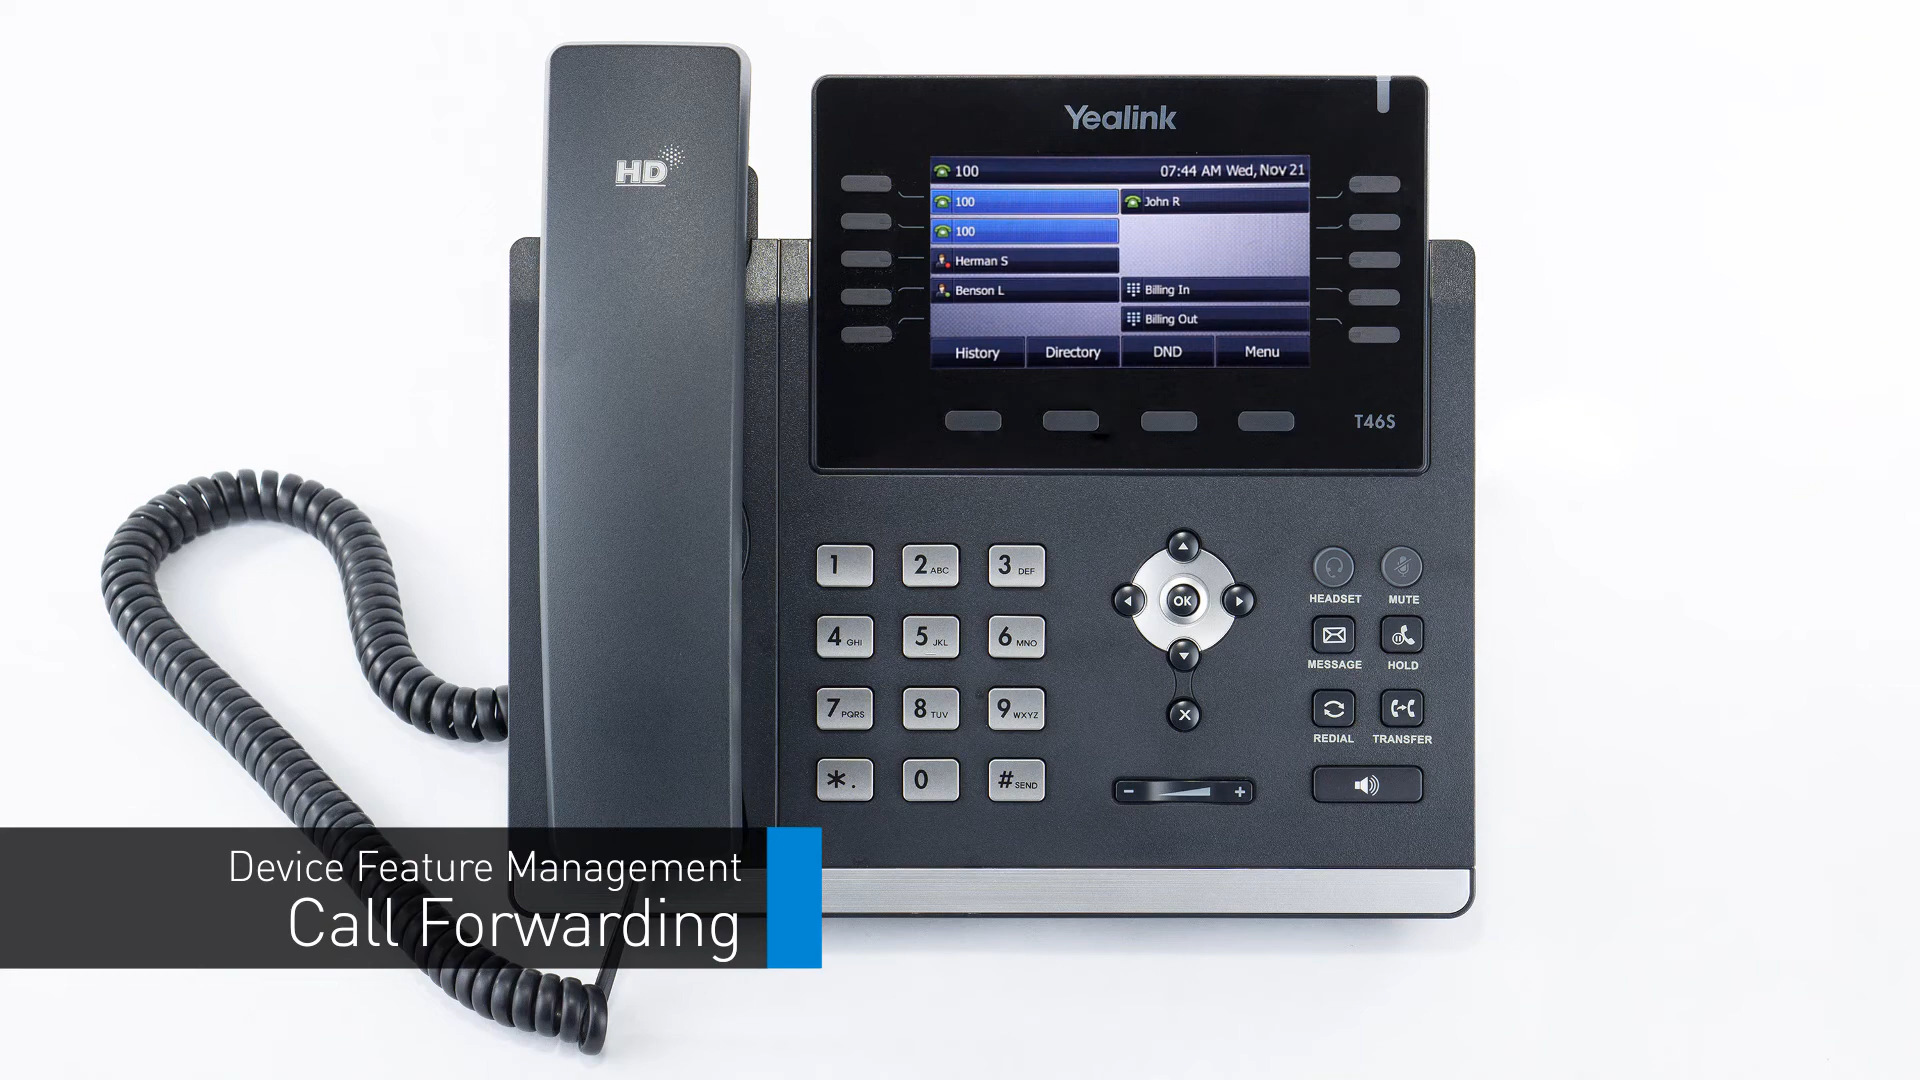 HD
Yealink
100 07:44 AM Wed, Nov 21
100 John R
100
Herman S
Benson L Billing In
Billing Out
History Directory DND Menu
T46S
1 2 ABC 3 DEF
OK
HEADSET MUTE
4 GHI 5 JKL 6 MNO
MESSAGE HOLD
7 PQRS 8 TUV 9 WXYZ
X
REDIAL TRANSFER
* . 0 # SEND
- +
Device Feature Management
Call Forwarding